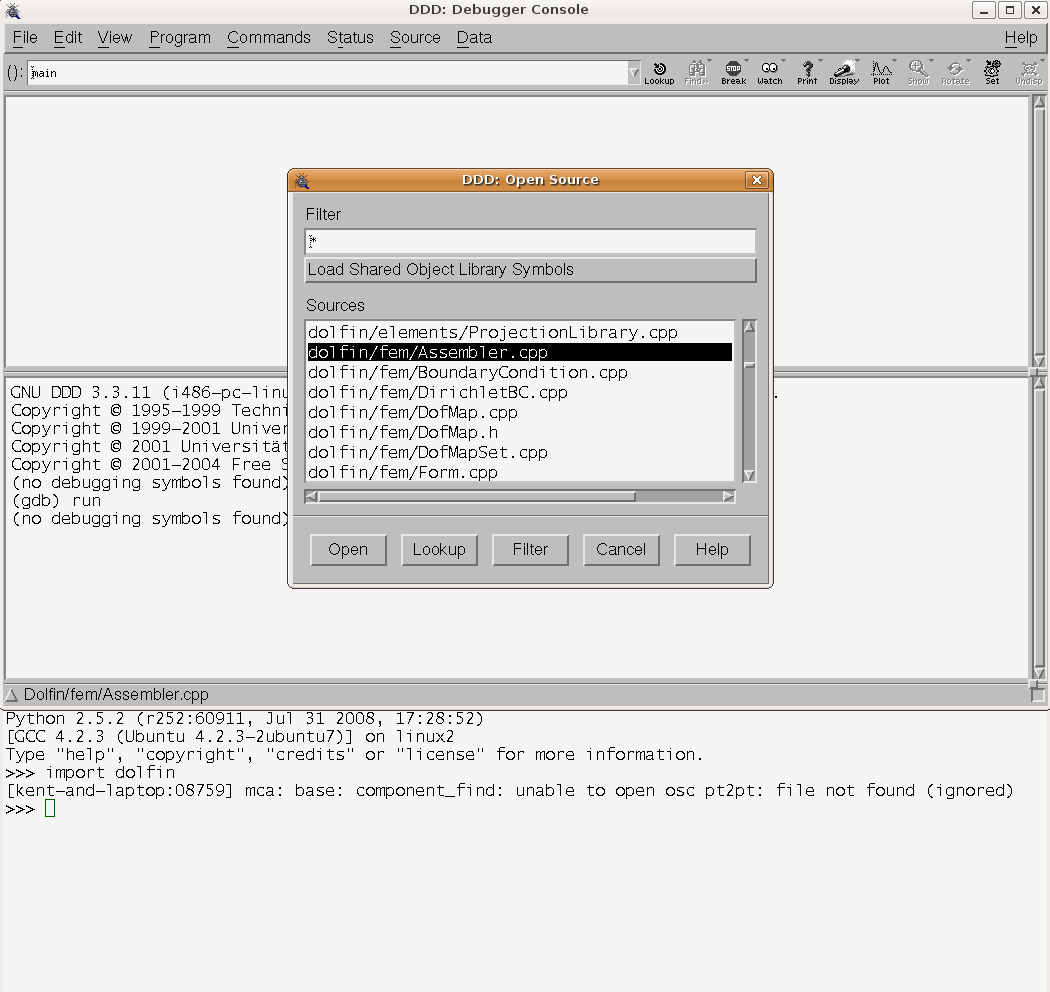 DDD: Debugger Console
File Edit View Program Commands Status Source Data Help
(): main
Lookup Find>> Break Watch Print Display Plot Show Rotate Set Undisp
DDD: Open Source
Filter
*
Load Shared Object Library Symbols
Sources
dolfin/elements/ProjectionLibrary.cpp
dolfin/fem/Assembler.cpp
dolfin/fem/BoundaryCondition.cpp
dolfin/fem/DirichletBC.cpp
dolfin/fem/DofMap.cpp
dolfin/fem/DofMap.h
dolfin/fem/DofMapSet.cpp
dolfin/fem/Form.cpp
Open Lookup Filter Cancel Help
GNU DDD 3.3.11 (i486-pc-linu
Copyright © 1995-1999 Techni
Copyright © 1999-2001 Univer
Copyright © 2001 Universität
Copyright © 2001-2004 Free S
(no debugging symbols found)
(gdb) run
(no debugging symbols found)
Dolfin/fem/Assembler.cpp
Python 2.5.2 (r252:60911, Jul 31 2008, 17:28:52)
[GCC 4.2.3 (Ubuntu 4.2.3-2ubuntu7)] on linux2
Type "help", "copyright", "credits" or "license" for more information.
>>> import dolfin
[kent-and-laptop:08759] mca: base: component_find: unable to open osc pt2pt: file not found (ignored)
>>>